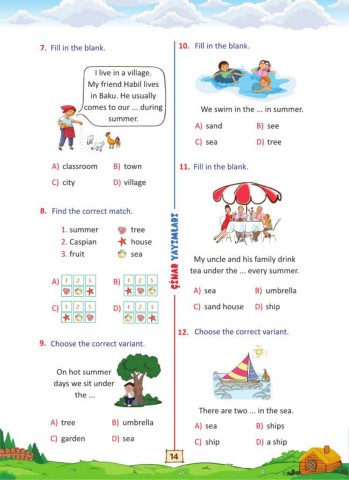 7. Fill in the blank.
I live in a village.
My friend Habil lives
in Baku. He usually
comes to our ... during
summer.
A) classroom B) town
C) city D) village
8. Find the correct match.
1. summer tree
2. Caspian house
3. fruit sea
A) 1 2 3 B) 1 2 3
C) 1 2 3 D) 1 2 3
9. Choose the correct variant.
On hot summer
days we sit under
the ...
A) tree B) umbrella
C) garden D) sea
ÇİNAR YAYIMLARI
10. Fill in the blank.
We swim in the ... in summer.
A) sand B) see
C) sea D) tree
11. Fill in the blank.
My uncle and his family drink
tea under the ... every summer.
A) sea B) umbrella
C) sand house D) ship
12. Choose the correct variant.
There are two ... in the sea.
A) sea B) ships
C) ship D) a ship
14